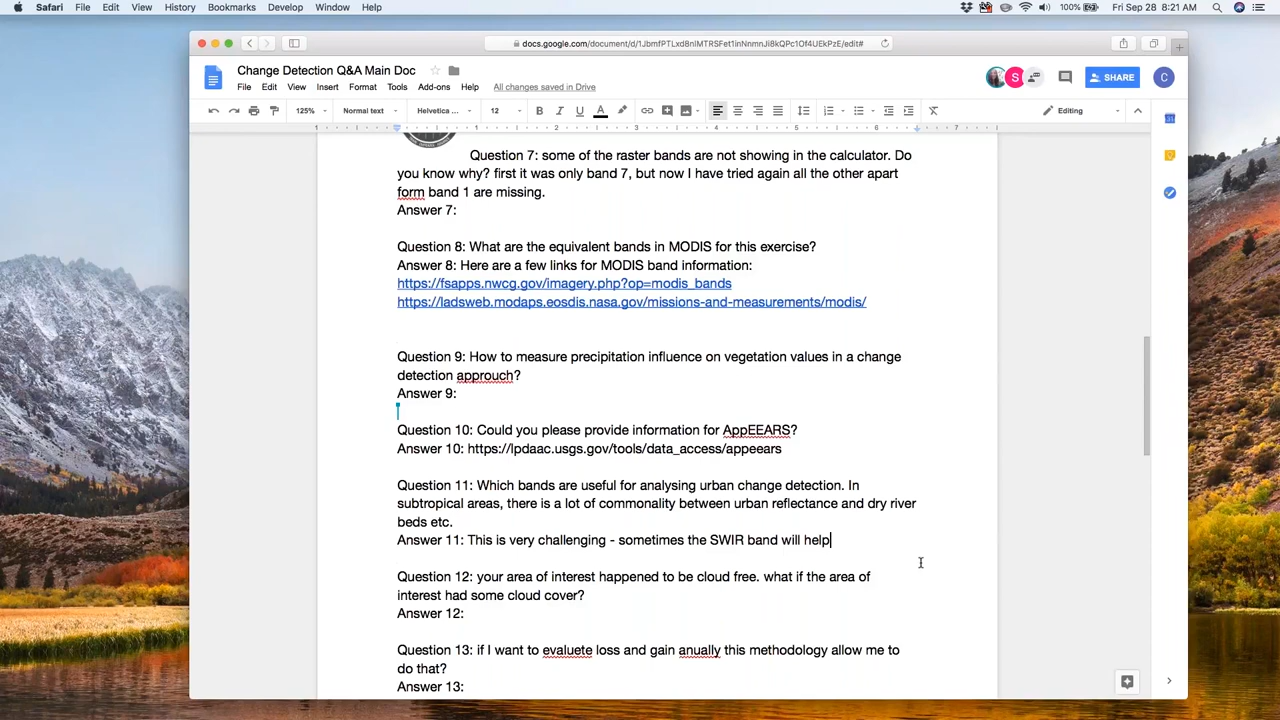 Safari File Edit View History Bookmarks Develop Window Help 100% Fri Sep 28 8:21 AM
Change Detection Q&A Main Doc
File Edit View Insert Format Tools Add-ons Help All changes saved in Drive
S SHARE C
125% Normal text Helvetica ... 12 B I U A Editing
1 1 2 3 4 5 6 7
Question 7: some of the raster bands are not showing in the calculator. Do
you know why? first it was only band 7, but now I have tried again all the other apart
form band 1 are missing.
Answer 7:
Question 8: What are the equivalent bands in MODIS for this exercise?
Answer 8: Here are a few links for MODIS band information:
https://fsapps.nwcg.gov/imagery.php?op=modis_bands
https://ladsweb.modaps.eosdis.nasa.gov/missions-and-measurements/modis/
Question 9: How to measure precipitation influence on vegetation values in a change
detection approuch?
Answer 9:
Question 10: Could you please provide information for AppEEARS?
Answer 10: https://lpdaac.usgs.gov/tools/data_access/appeears
Question 11: Which bands are useful for analysing urban change detection. In
subtropical areas, there is a lot of commonality between urban reflectance and dry river
beds etc.
Answer 11: This is very challenging - sometimes the SWIR band will help
Question 12: your area of interest happened to be cloud free. what if the area of
interest had some cloud cover?
Answer 12:
Question 13: if I want to evaluete loss and gain anually this methodology allow me to
do that?
Answer 13: